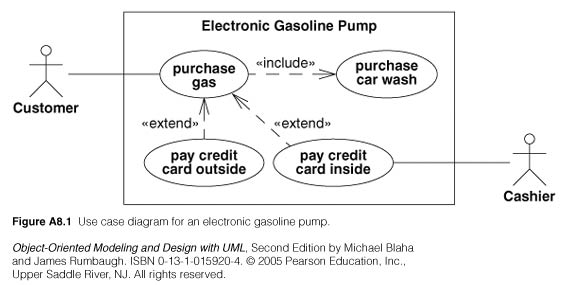 Electronic Gasoline Pump
purchase
gas
«include»
purchase
car wash
Customer
«extend»
«extend»
pay credit
card outside
pay credit
card inside
Cashier
Figure A8.1 Use case diagram for an electronic gasoline pump.
Object-Oriented Modeling and Design with UML, Second Edition by Michael Blaha
and James Rumbaugh. ISBN 0-13-1-015920-4. © 2005 Pearson Education, Inc.,
Upper Saddle River, NJ. All rights reserved.